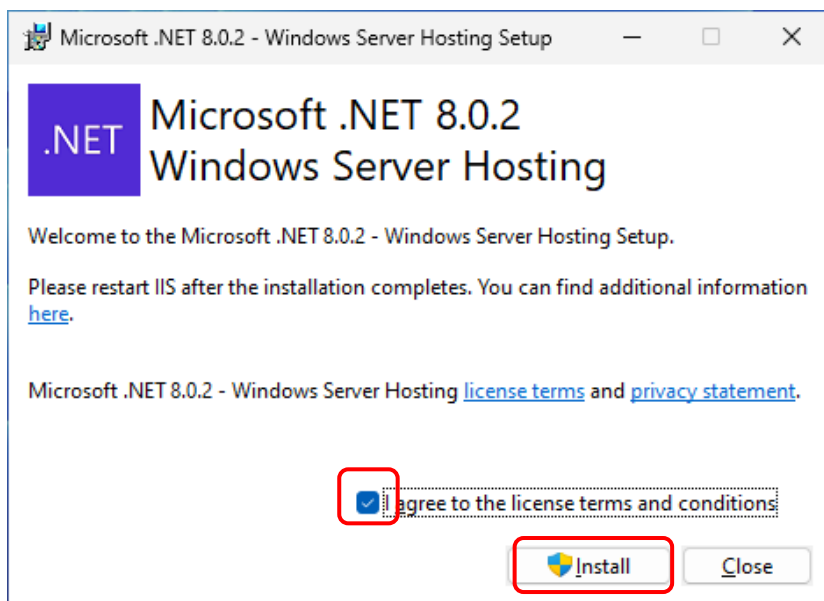 Microsoft .NET 8.0.2 - Windows Server Hosting Setup
.NET
Microsoft .NET 8.0.2
Windows Server Hosting
Welcome to the Microsoft .NET 8.0.2 - Windows Server Hosting Setup.
Please restart IIS after the installation completes. You can find additional information
here.
Microsoft .NET 8.0.2 - Windows Server Hosting license terms and privacy statement.
I agree to the license terms and conditions
Install
Close